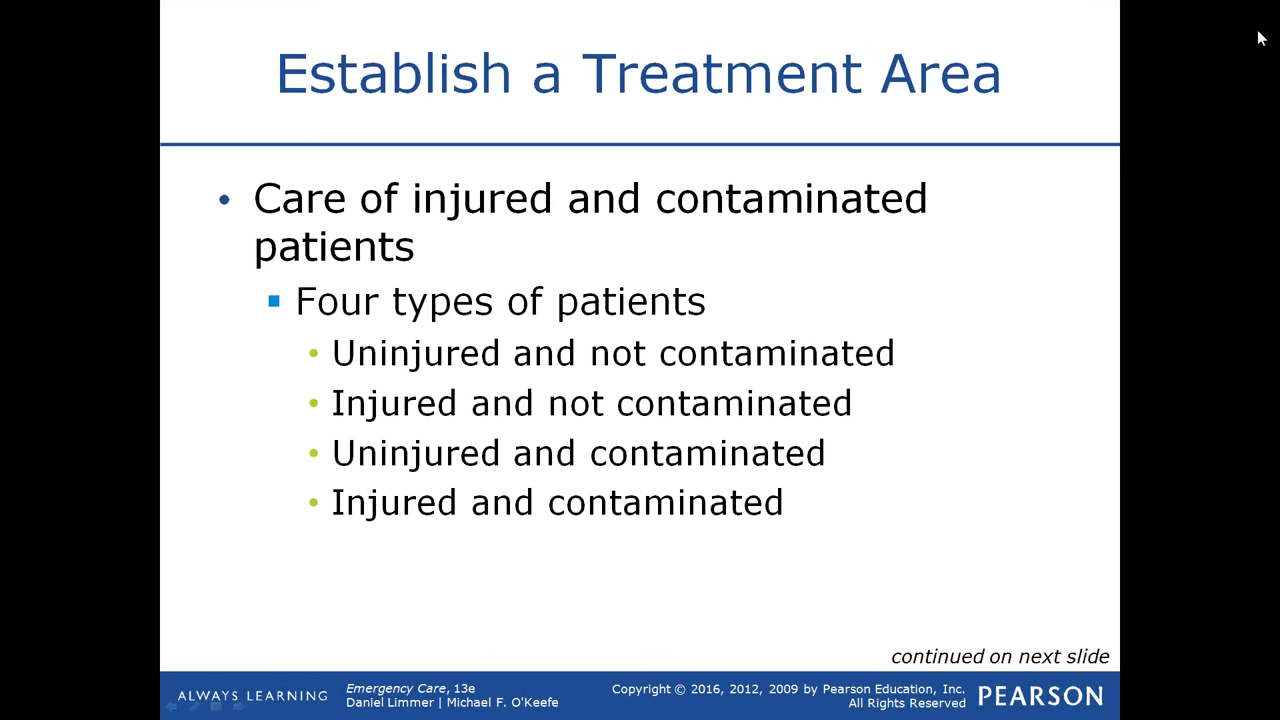 Establish a Treatment Area
• Care of injured and contaminated
patients
▪ Four types of patients
• Uninjured and not contaminated
• Injured and not contaminated
• Uninjured and contaminated
• Injured and contaminated
continued on next slide
ALWAYS LEARNING
Emergency Care, 13e
Daniel Limmer | Michael F. O'Keefe
Copyright © 2016, 2012, 2009 by Pearson Education, Inc.
All Rights Reserved
PEARSON